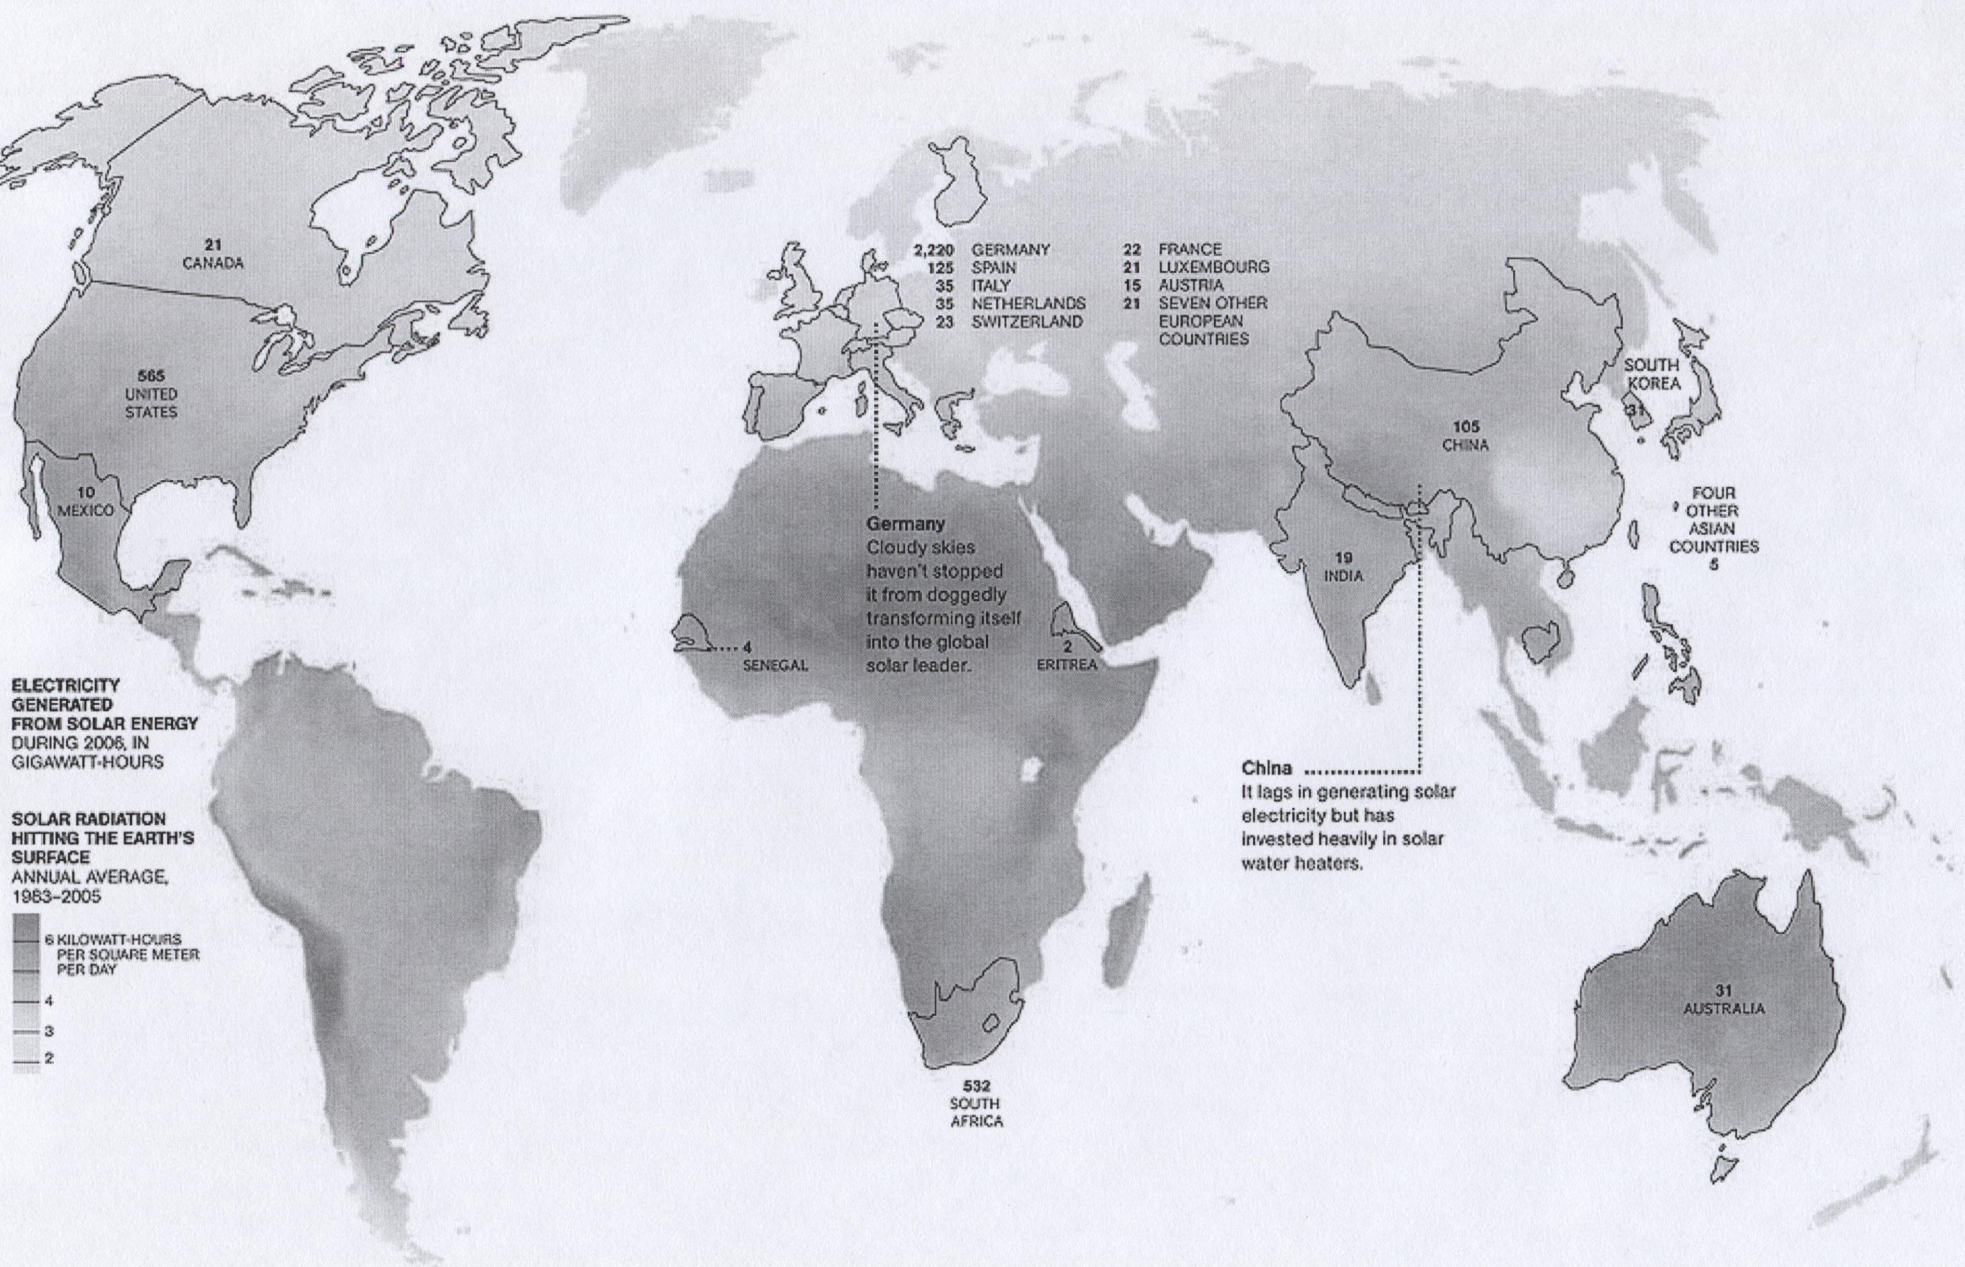 21
CANADA
565
UNITED
STATES
10
MEXICO
2,220 GERMANY
125 SPAIN
35 ITALY
35 NETHERLANDS
23 SWITZERLAND
22 FRANCE
21 LUXEMBOURG
15 AUSTRIA
21 SEVEN OTHER
EUROPEAN
COUNTRIES
SOUTH
KOREA
31
105
CHINA
FOUR
OTHER
ASIAN
COUNTRIES
5
19
INDIA
Germany
Cloudy skies
haven't stopped
it from doggedly
transforming itself
into the global
solar leader.
4
SENEGAL
2
ERITREA
ELECTRICITY
GENERATED
FROM SOLAR ENERGY
DURING 2006, IN
GIGAWATT-HOURS
SOLAR RADIATION
HITTING THE EARTH'S
SURFACE
ANNUAL AVERAGE,
1983–2005
6 KILOWATT-HOURS
PER SQUARE METER
PER DAY
4
3
2
China
It lags in generating solar
electricity but has
invested heavily in solar
water heaters.
532
SOUTH
AFRICA
31
AUSTRALIA